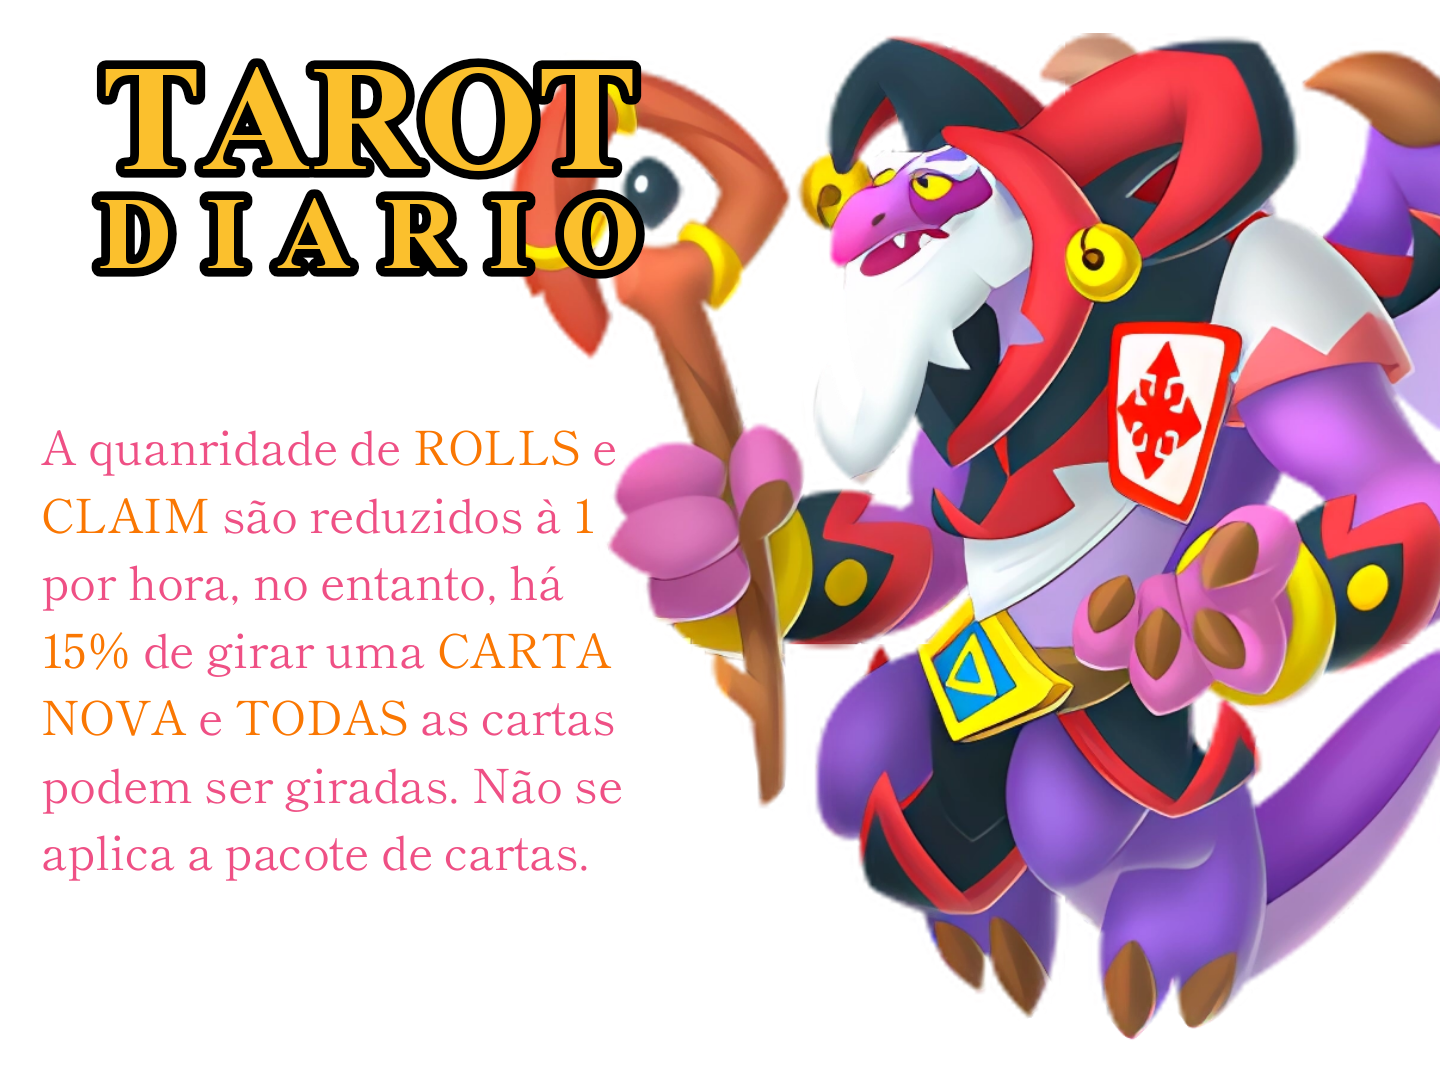 TAROT
DIARIO
A quanridade de ROLLS e
CLAIM são reduzidos à 1
por hora, no entanto, há
15% de girar uma CARTA
NOVA e TODAS as cartas
podem ser giradas. Não se
aplica a pacote de cartas.